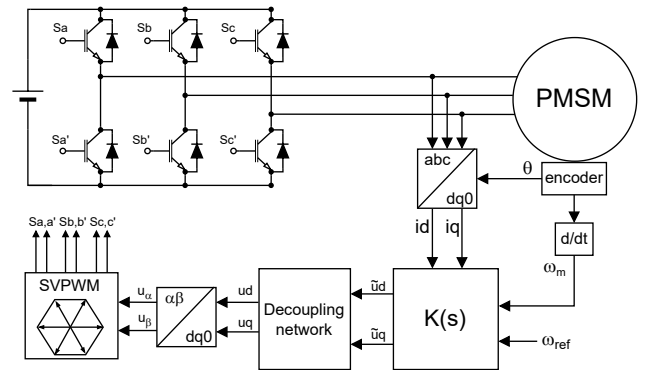 Sa
Sb
Sc
PMSM
Sa'
Sb'
Sc'
abc
dq0
θ
encoder
id
iq
d/dt
ωm
Sa,a' Sb,b' Sc,c'
SVPWM
uα
uβ
αβ
dq0
ud
uq
Decoupling
network
ũd
ũq
K(s)
ωref